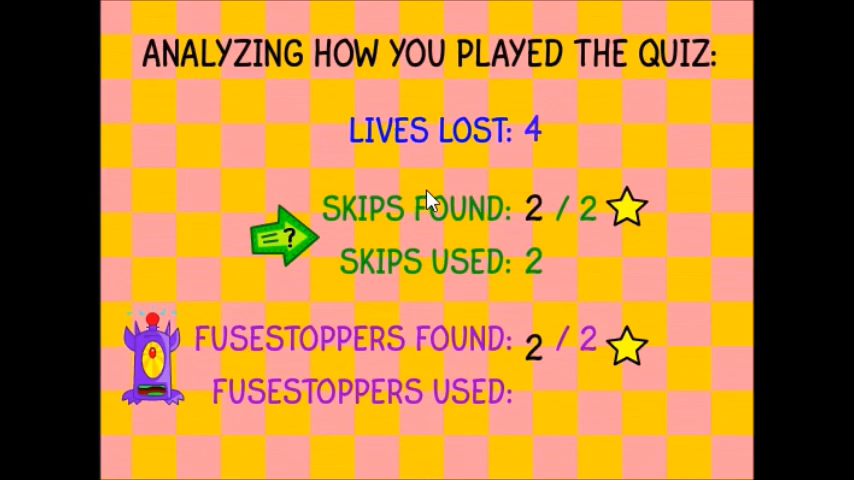 ANALYZING HOW YOU PLAYED THE QUIZ:
LIVES LOST: 4
SKIPS FOUND: 2 / 2
?
SKIPS USED: 2
FUSESTOPPERS FOUND: 2 / 2
FUSESTOPPERS USED: